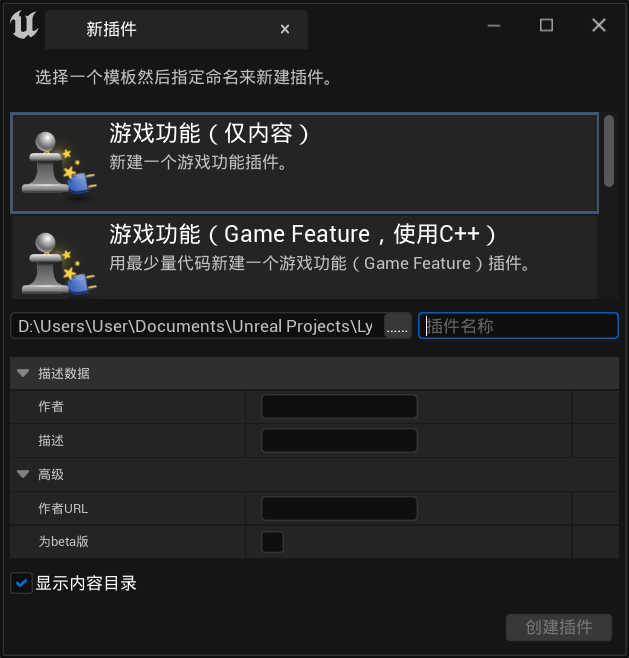 新插件
选择一个模板然后指定命名来新建插件。
游戏功能（仅内容）
新建一个游戏功能插件。
游戏功能（Game Feature，使用C++）
用最少量代码新建一个游戏功能（Game Feature）插件。
D:\Users\User\Documents\Unreal Projects\Ly ...... 插件名称
描述数据
作者
描述
高级
作者URL
为beta版
显示内容目录
创建插件